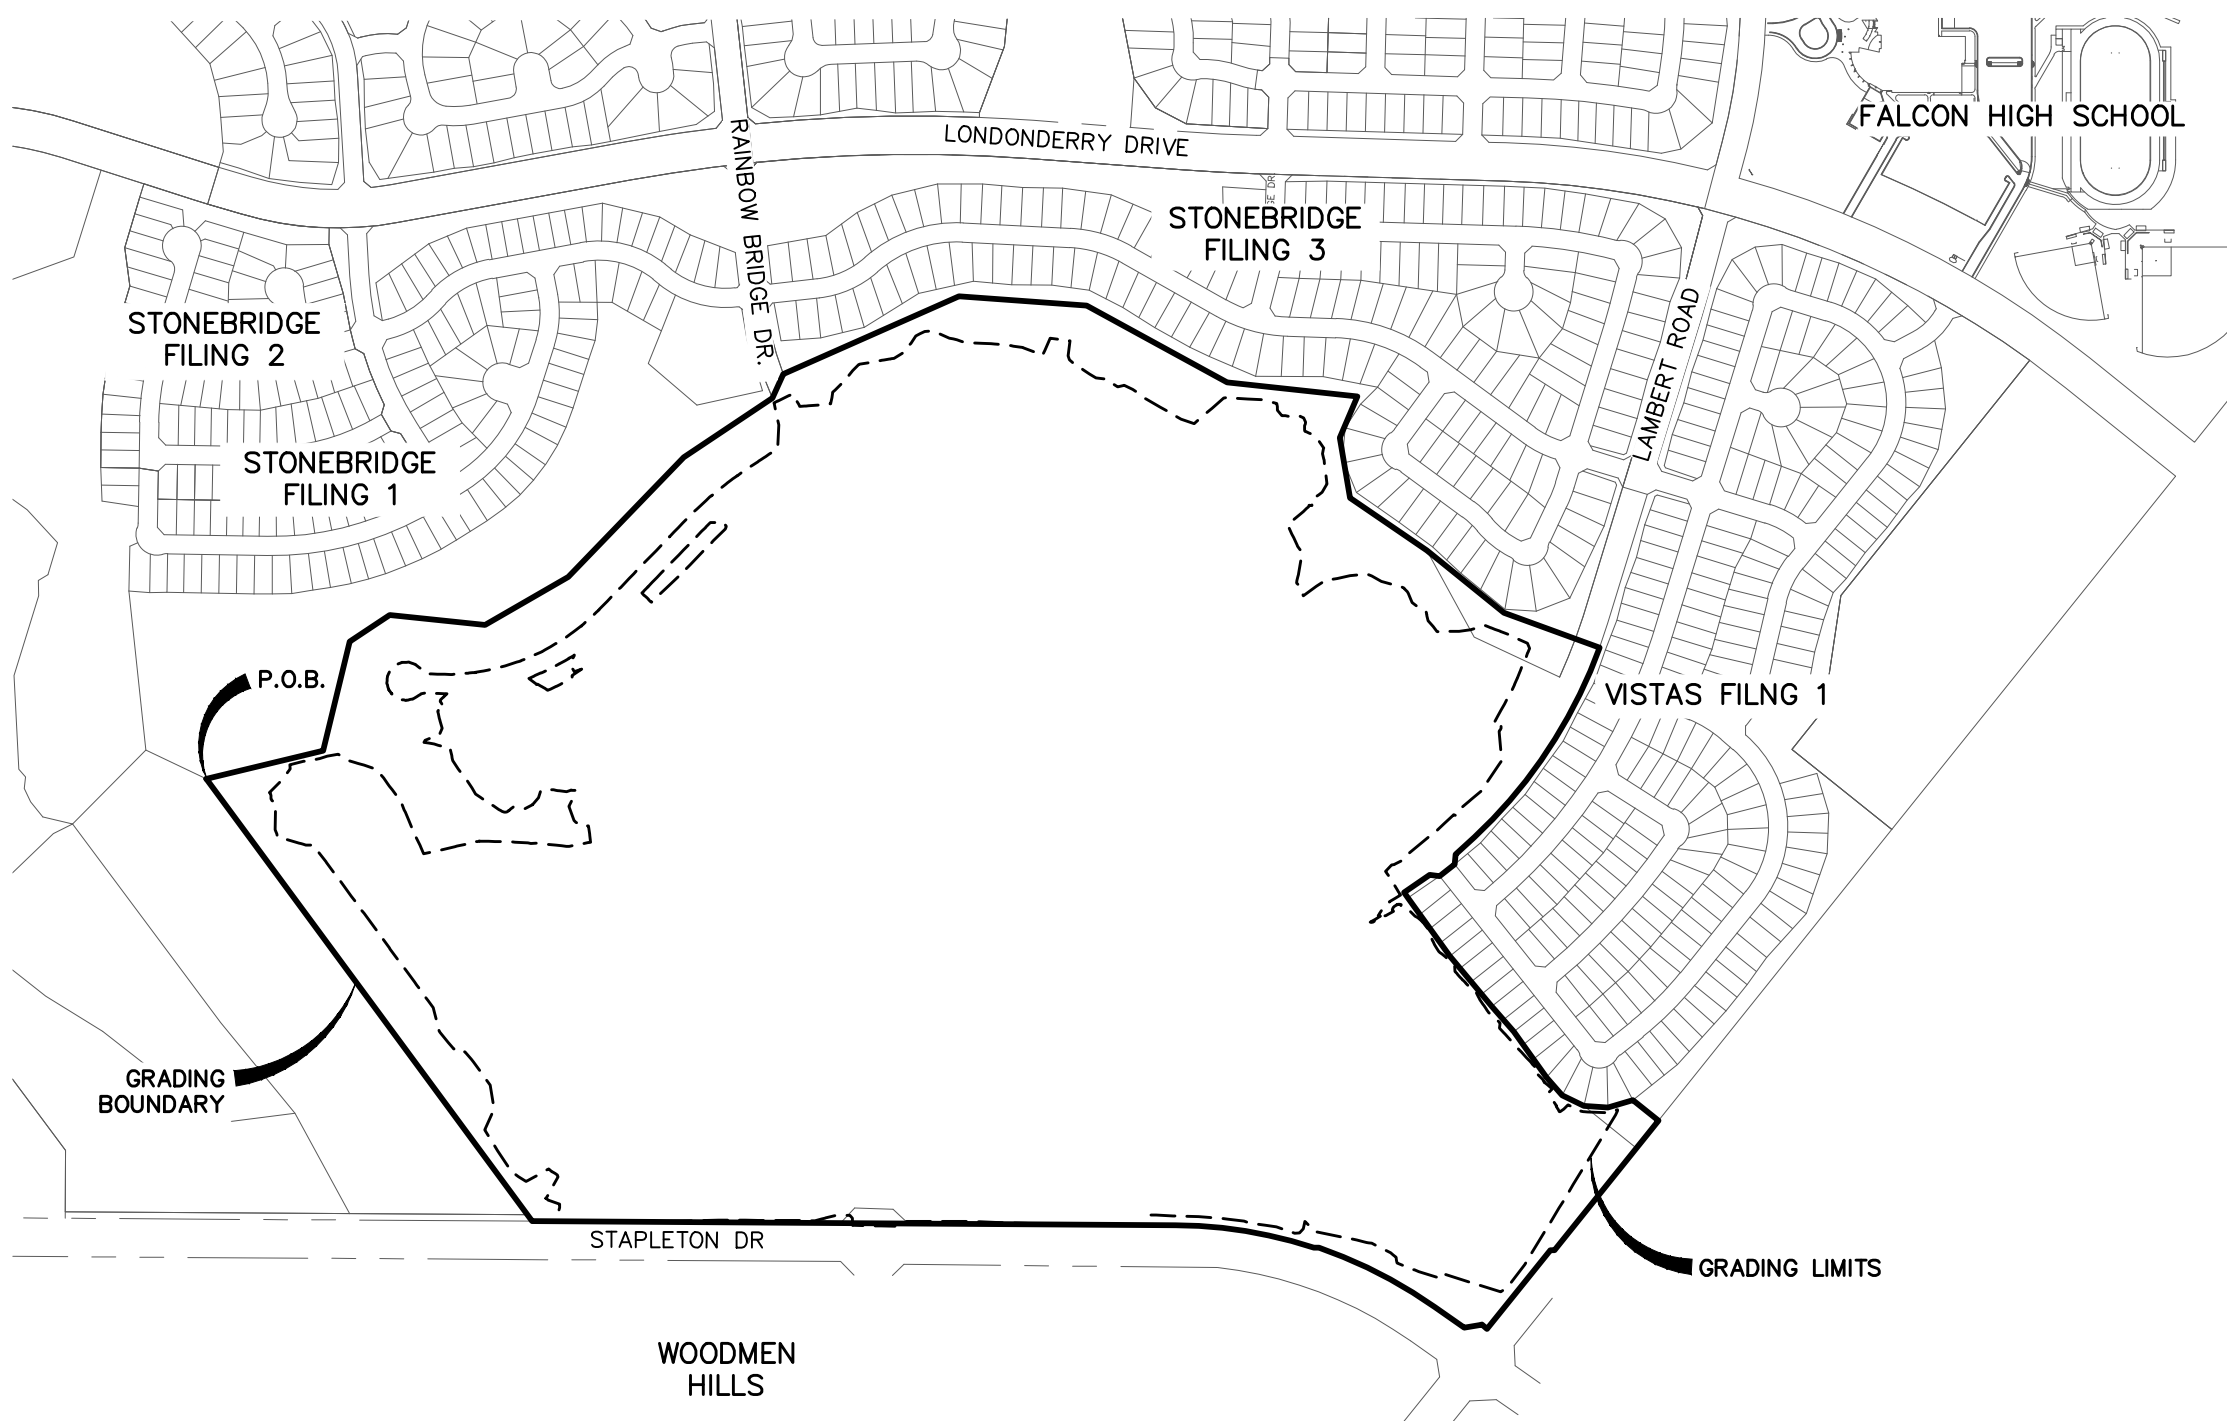 FALCON HIGH SCHOOL
LONDONDERRY DRIVE
RAINBOW BRIDGE DR.
STONEBRIDGE
FILING 3
STONEBRIDGE
FILING 2
LAMBERT ROAD
STONEBRIDGE
FILING 1
P.O.B.
VISTAS FILNG 1
GRADING
BOUNDARY
STAPLETON DR
GRADING LIMITS
WOODMEN
HILLS